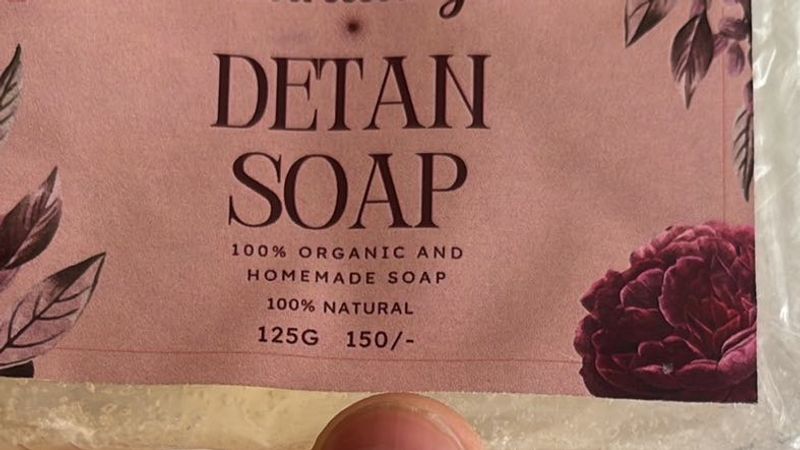 DETAN
SOAP
100% ORGANIC AND
HOMEMADE SOAP
100% NATURAL
125G 150/-